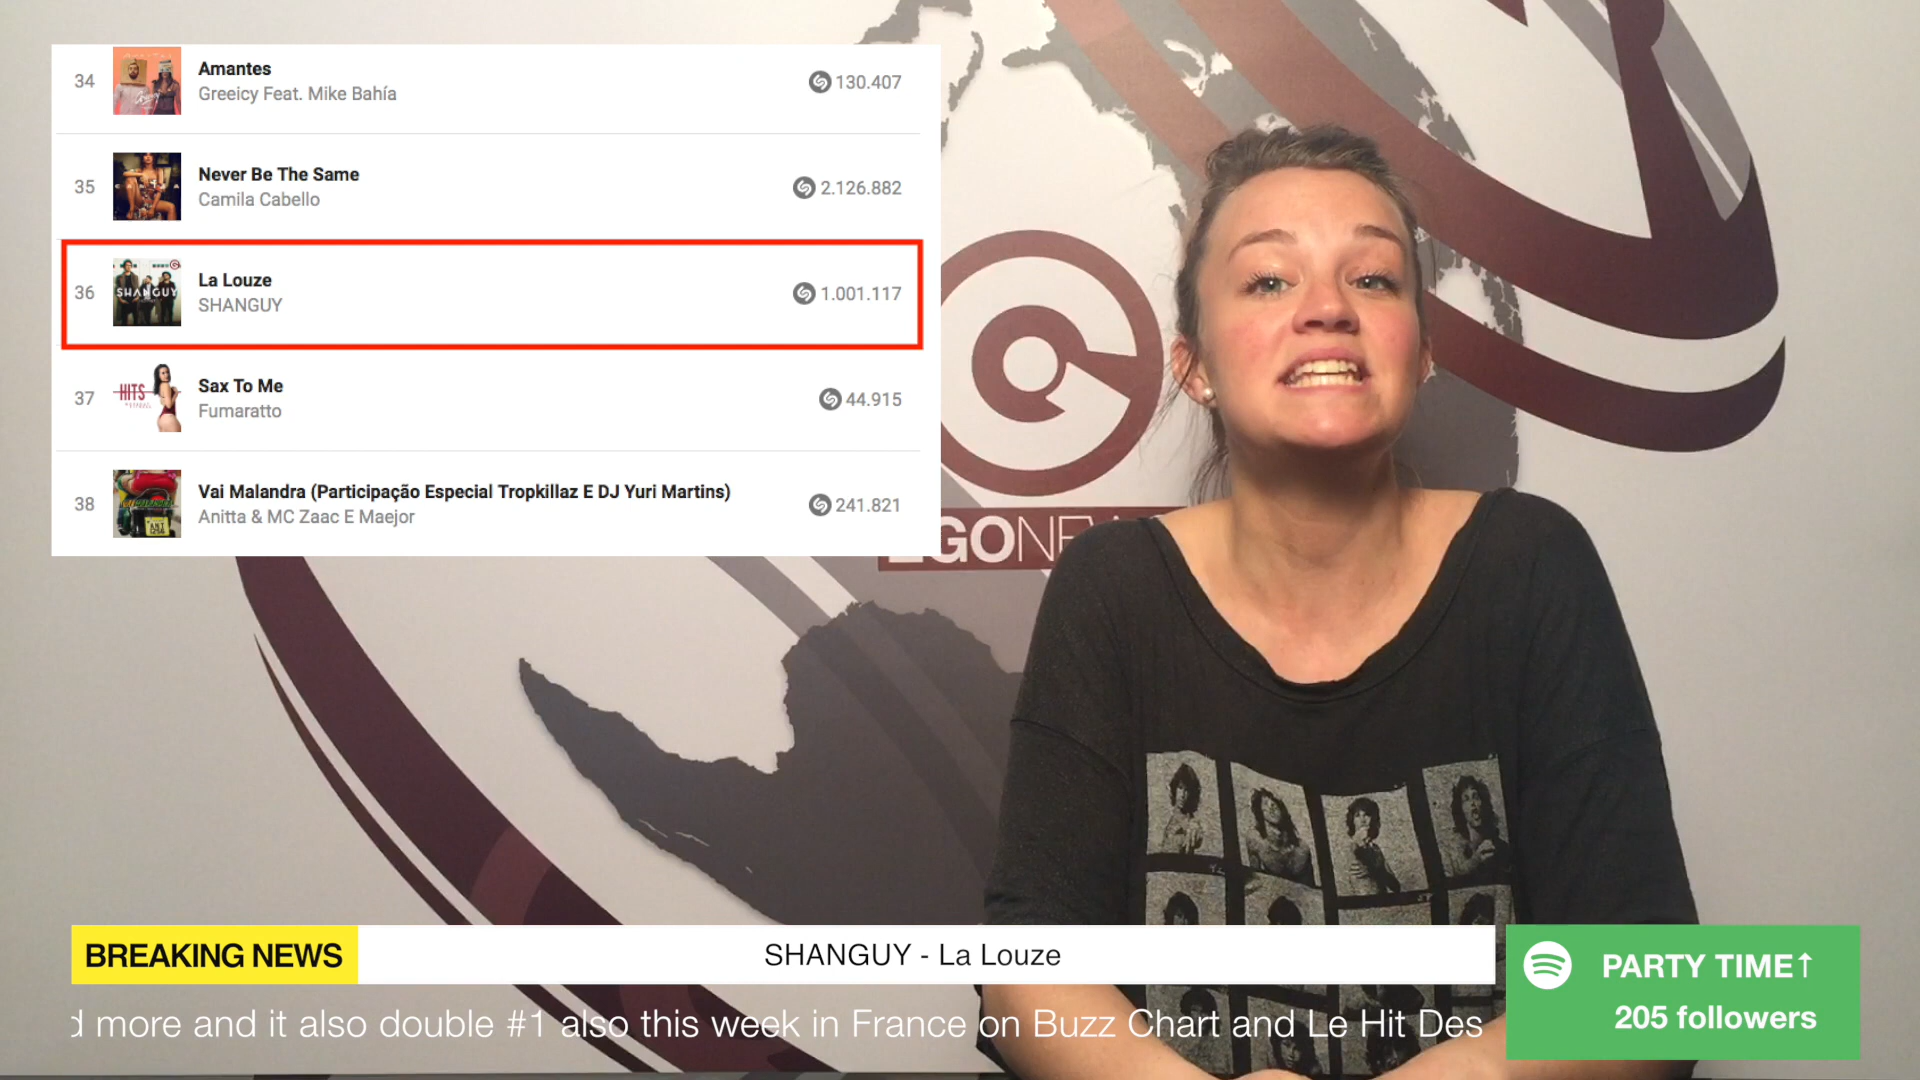 34
Amantes
Greeicy Feat. Mike Bahía
130.407
35
Never Be The Same
Camila Cabello
2.126.882
36
SHANGUY
La Louze
SHANGUY
1.001.117
37
HITS
Sax To Me
Fumaratto
44.915
38
Vai Malandra (Participação Especial Tropkillaz E DJ Yuri Martins)
Anitta & MC Zaac E Maejor
241.821
BREAKING NEWS
SHANGUY - La Louze
PARTY TIME↑
205 followers
more and it also double #1 also this week in France on Buzz Chart and Le Hit Des